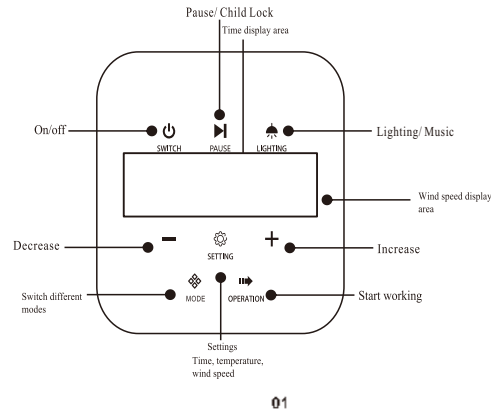 Pause/ Child Lock
Time display area
On/off
SWITCH
PAUSE
LIGHTING
Lighting/ Music
Wind speed display
area
Decrease
SETTING
Increase
Switch different
modes
MODE
OPERATION
Start working
Settings
Time, temperature,
wind speed
01